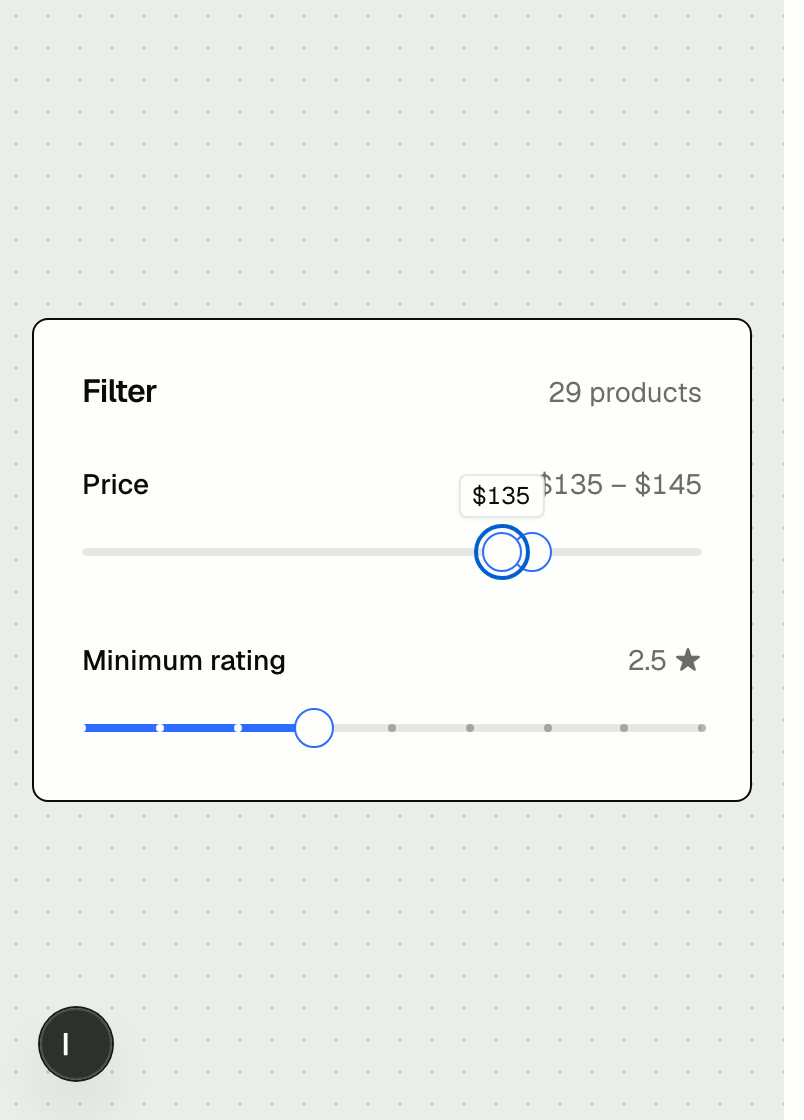 Filter
29 products
Price
$135 – $145
$135
Minimum rating
2.5 ★